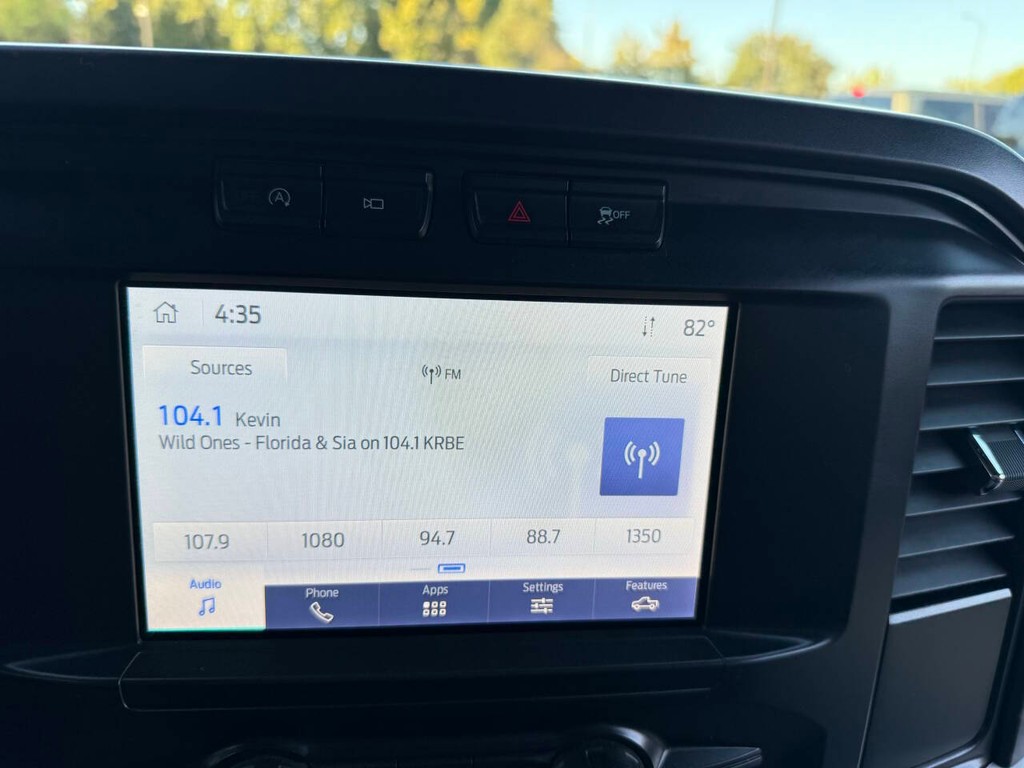 A
OFF
4:35
82°
Sources
FM
Direct Tune
104.1 Kevin
Wild Ones - Florida & Sia on 104.1 KRBE
107.9 1080 94.7 88.7 1350
Audio Phone Apps Settings Features